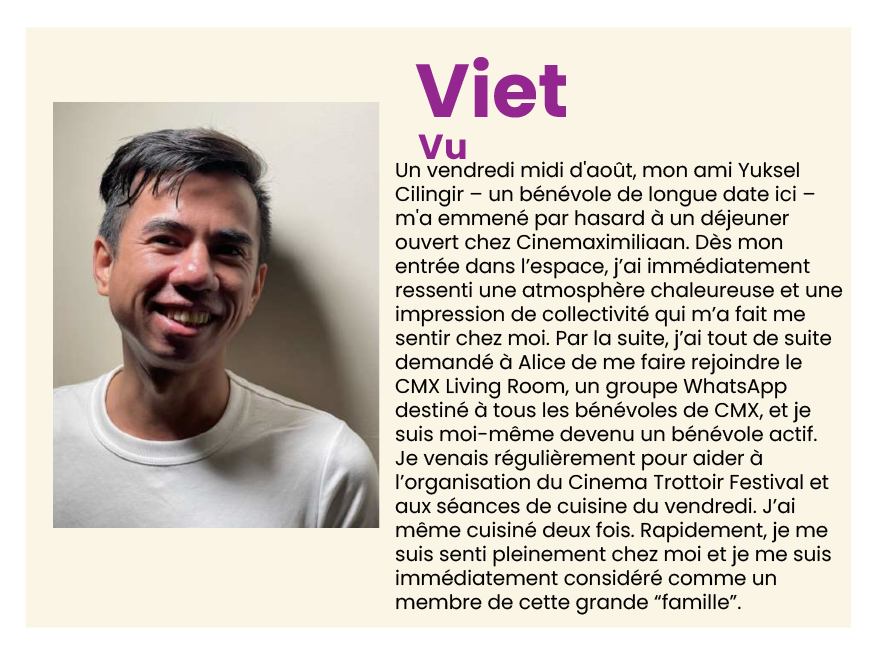 Viet
Vu
Un vendredi midi d'août, mon ami Yuksel
Cilingir – un bénévole de longue date ici –
m'a emmené par hasard à un déjeuner
ouvert chez Cinemaximiliaan. Dès mon
entrée dans l’espace, j’ai immédiatement
ressenti une atmosphère chaleureuse et une
impression de collectivité qui m’a fait me
sentir chez moi. Par la suite, j’ai tout de suite
demandé à Alice de me faire rejoindre le
CMX Living Room, un groupe WhatsApp
destiné à tous les bénévoles de CMX, et je
suis moi-même devenu un bénévole actif.
Je venais régulièrement pour aider à
l’organisation du Cinema Trottoir Festival et
aux séances de cuisine du vendredi. J’ai
même cuisiné deux fois. Rapidement, je me
suis senti pleinement chez moi et je me suis
immédiatement considéré comme un
membre de cette grande “famille”.